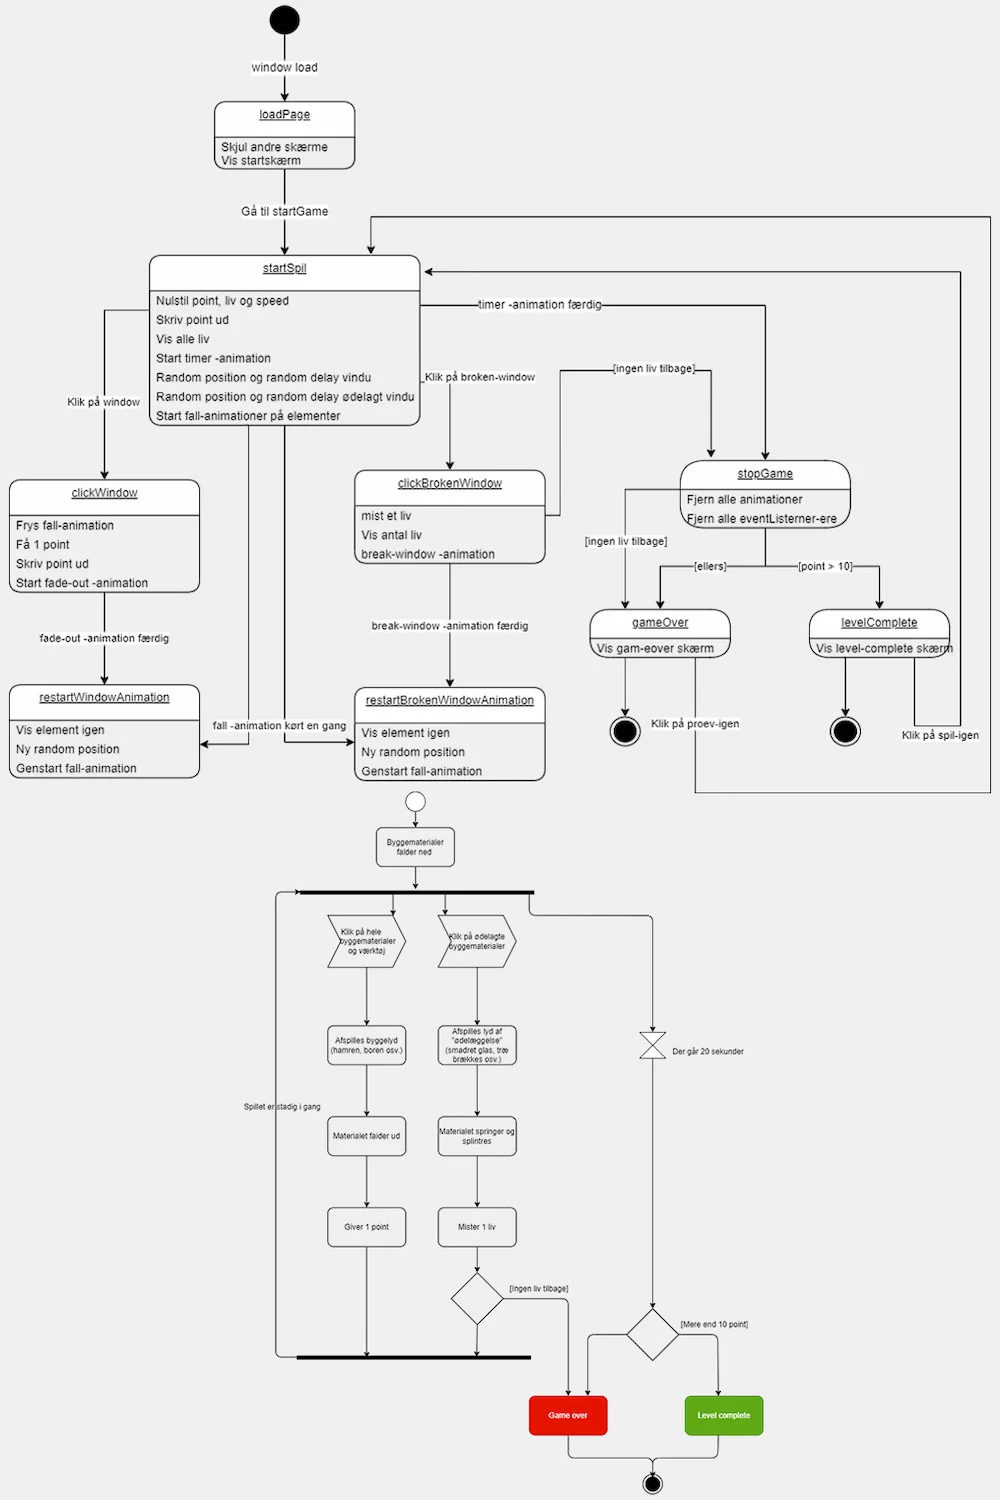 window load
loadPage
Skjul andre skærme
Vis startskærm
Gå til startGame
startSpil
Nulstil point, liv og speed
Skriv point ud
Vis alle liv
Start timer -animation
Random position og random delay vindu
Random position og random delay ødelagt vindu
Start fall-animationer på elementer
timer -animation færdig
Klik på broken-window
[ingen liv tilbage]
Klik på window
clickWindow
Frys fall-animation
Få 1 point
Skriv point ud
Start fade-out -animation
clickBrokenWindow
mist et liv
Vis antal liv
break-window -animation
stopGame
Fjern alle animationer
Fjern alle eventListerner-ere
[ingen liv tilbage]
[ellers]
[point > 10]
fade-out -animation færdig
break-window -animation færdig
gameOver
Vis gam-eover skærm
levelComplete
Vis level-complete skærm
restartWindowAnimation
Vis element igen
Ny random position
Genstart fall-animation
fall -animation kørt en gang
restartBrokenWindowAnimation
Vis element igen
Ny random position
Genstart fall-animation
Klik på proev-igen
Klik på spil-igen
Byggematerialer
falder ned
Klik på hele
byggematerialer
og værktøj
Klik på ødelagte
byggematerialer
Afspilles byggelyd
(hamren, boren osv.)
Afspilles lyd af
"ødelæggelse"
(smadret glas, træ
brækkes osv.)
Der går 20 sekunder
Spillet er stadig i gang
Materialet falder ud
Materialet springer og
splintres
Giver 1 point
Mister 1 liv
[Ingen liv tilbage]
[Mere end 10 point]
Game over
Level complete